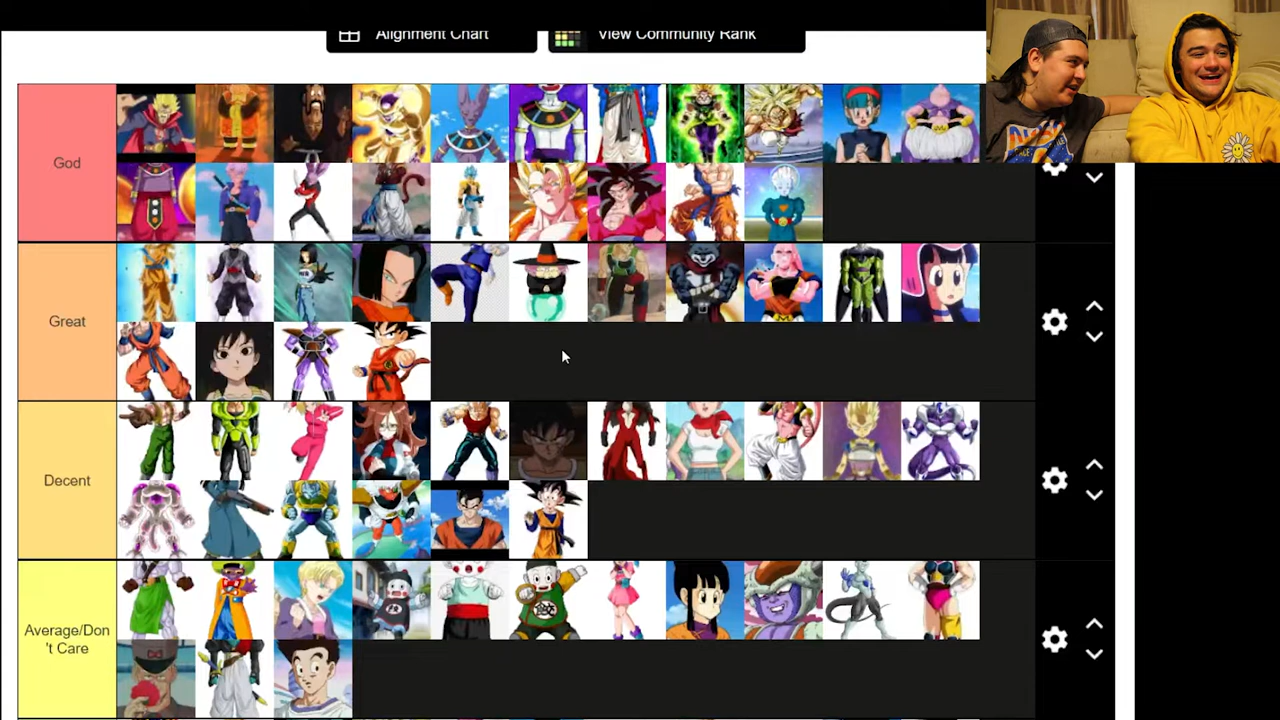 Alignment Chart
View Community Rank
God
Great
Decent
Average/Don
't Care